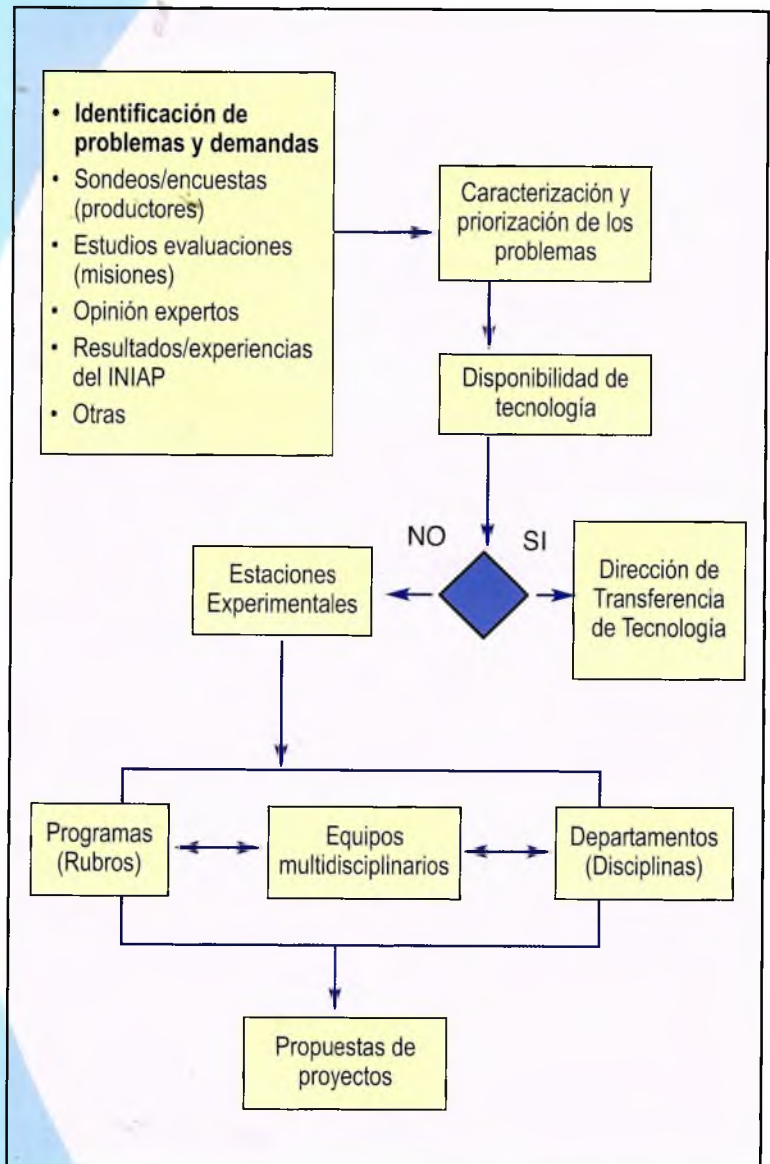 • Identificación de
problemas y demandas
• Sondeos/encuestas
(productores)
• Estudios evaluaciones
(misiones)
• Opinión expertos
• Resultados/experiencias
del INIAP
• Otras
Caracterización y
priorización de los
problemas
Disponibilidad de
tecnología
NO
SI
Estaciones
Experimentales
Dirección de
Transferencia
de Tecnología
Programas
(Rubros)
Equipos
multidisciplinarios
Departamentos
(Disciplinas)
Propuestas de
proyectos